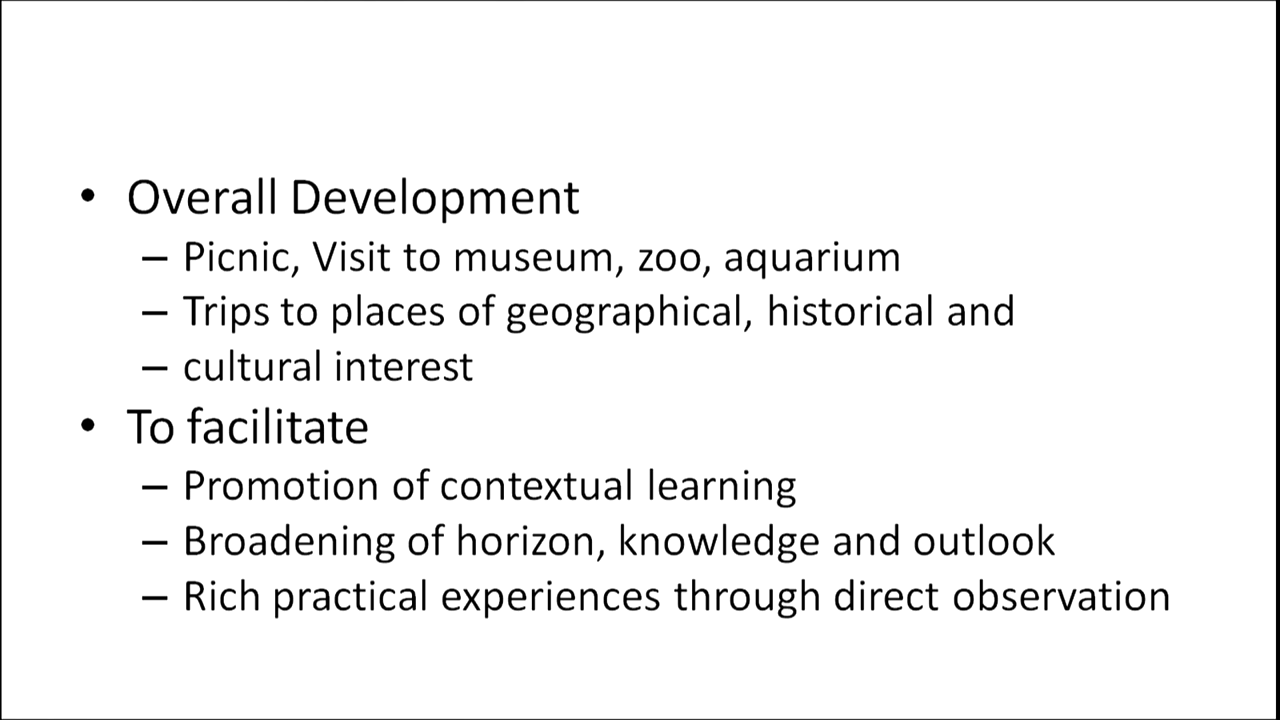 • Overall Development
– Picnic, Visit to museum, zoo, aquarium
– Trips to places of geographical, historical and
– cultural interest
• To facilitate
– Promotion of contextual learning
– Broadening of horizon, knowledge and outlook
– Rich practical experiences through direct observation